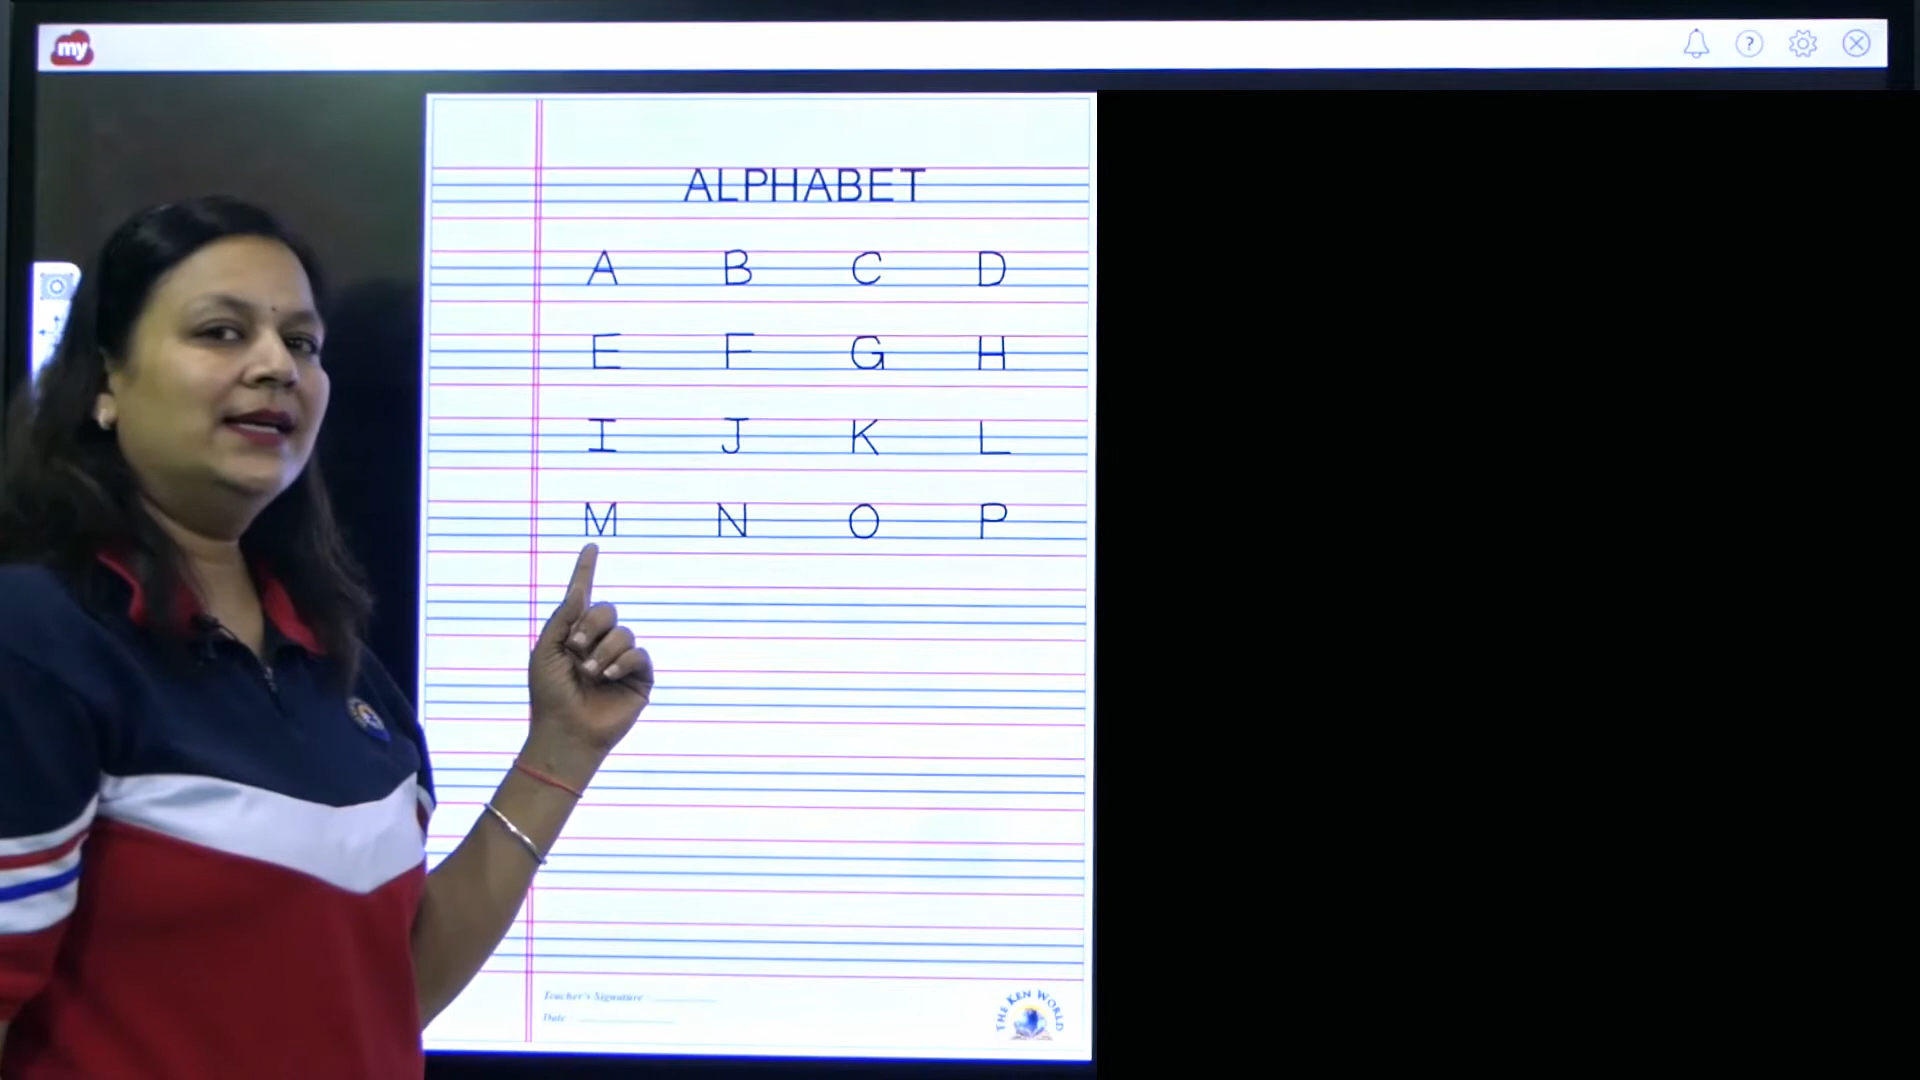 my
ALPHABET
A B C D
E F G H
I J K L
M N O P
Teacher's Signature
Date
THE KEN WORLD